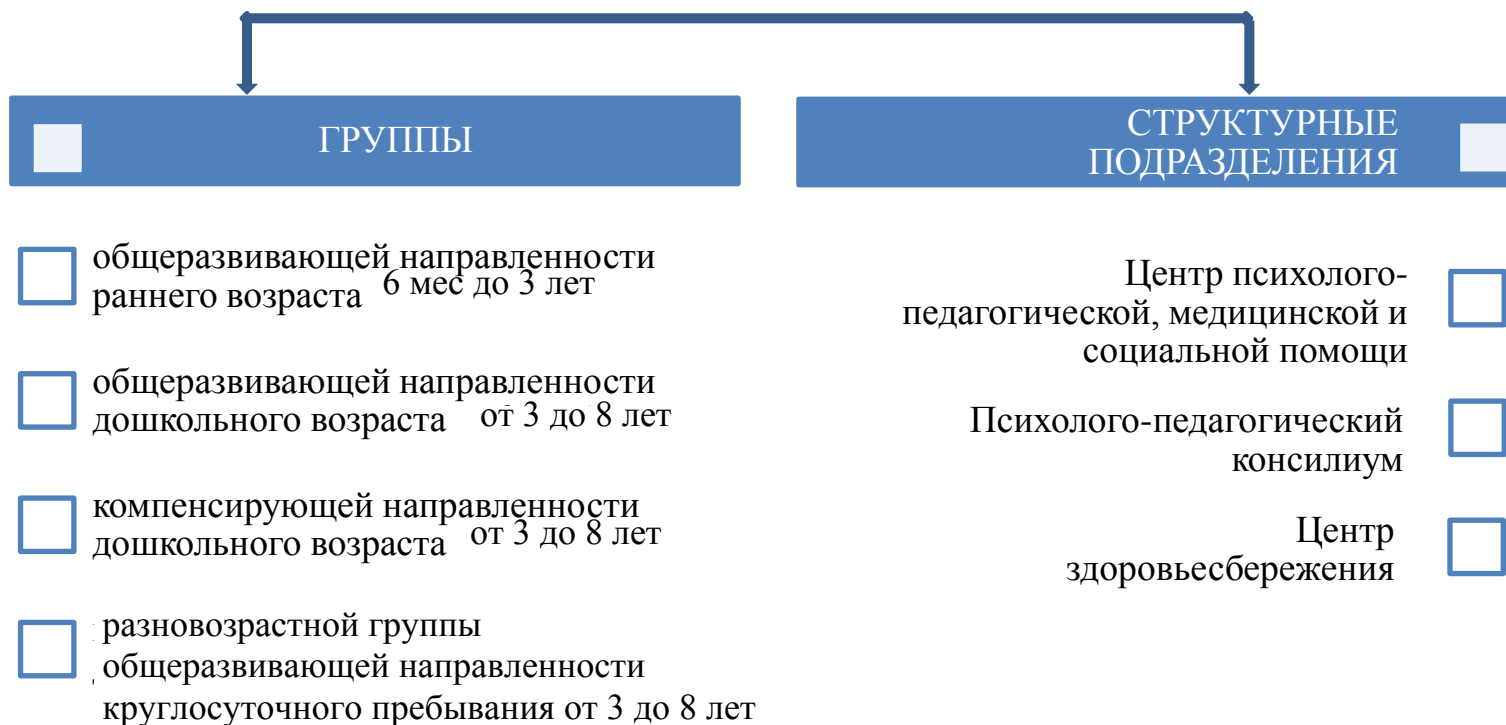 ГРУППЫ
общеразвивающей направленности
раннего возраста 6 мес до 3 лет
общеразвивающей направленности
дошкольного возраста от 3 до 8 лет
компенсирующей направленности
дошкольного возраста от 3 до 8 лет
разновозрастной группы
общеразвивающей направленности
круглосуточного пребывания от 3 до 8 лет
СТРУКТУРНЫЕ
ПОДРАЗДЕЛЕНИЯ
Центр психолого-
педагогической, медицинской и
социальной помощи
Психолого-педагогический
консилиум
Центр
здоровьесбережения